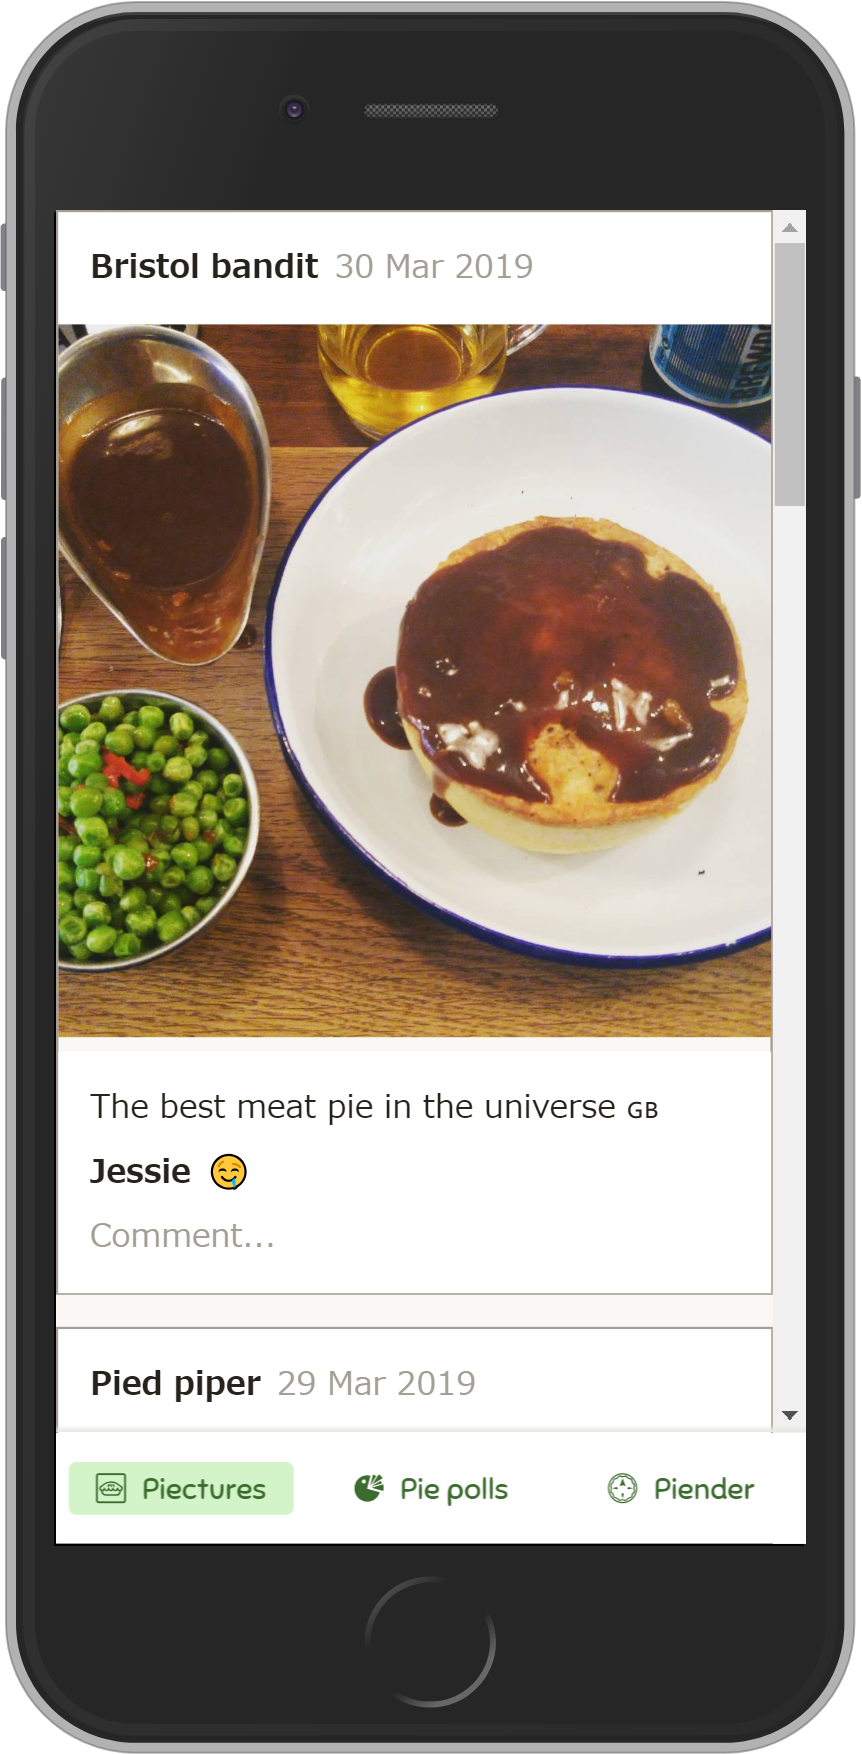 Bristol bandit 30 Mar 2019
BREWD
The best meat pie in the universe GB
Jessie 🤤
Comment...
Pied piper 29 Mar 2019
Piectures Pie polls Piender